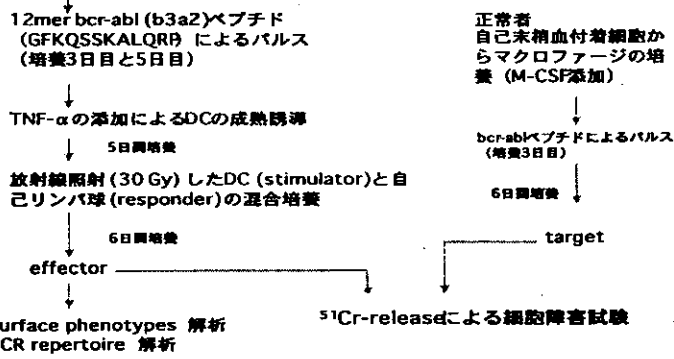 12mer bcr-abl (b3a2)ペプチド
(GFKQSSKALQRP) によるパルス
(培養3日目と5日目)
TNF-αの添加によるDCの成熟誘導
5日間培養
放射線照射 (30 Gy) したDC (stimulator)と自
己リンパ球 (responder)の混合培養
6日間培養
effector
urface phenotypes 解析
CR repertoire 解析
正常者
自己末梢血付着細胞か
らマクロファージの培
養 (M-CSF添加)
bcr-ablペプチドによるパルス
(培養3日目)
6日間培養
target
51Cr-releaseによる細胞障害試験